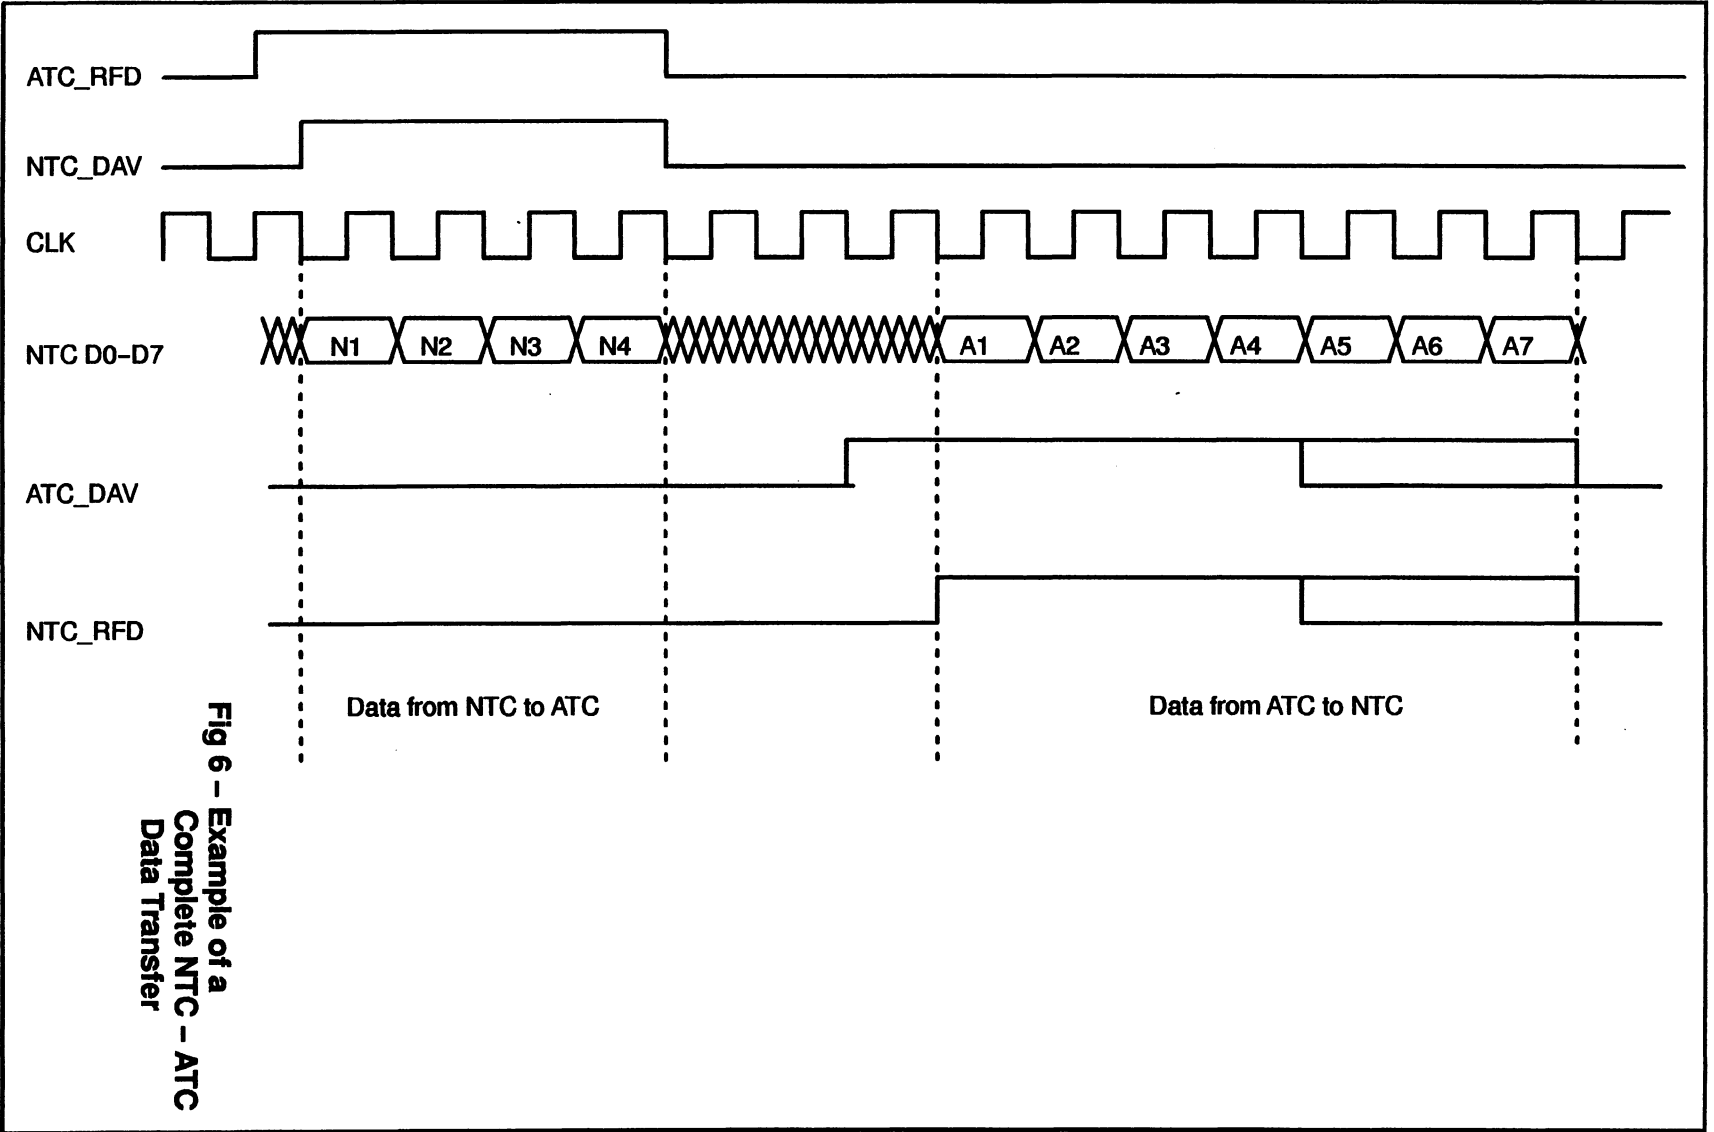 ATC_RFD
NTC_DAV
CLK
NTC D0–D7
N1 N2 N3 N4 A1 A2 A3 A4 A5 A6 A7
ATC_DAV
NTC_RFD
Data from NTC to ATC
Data from ATC to NTC
Fig 6 – Example of a
Complete NTC – ATC
Data Transfer